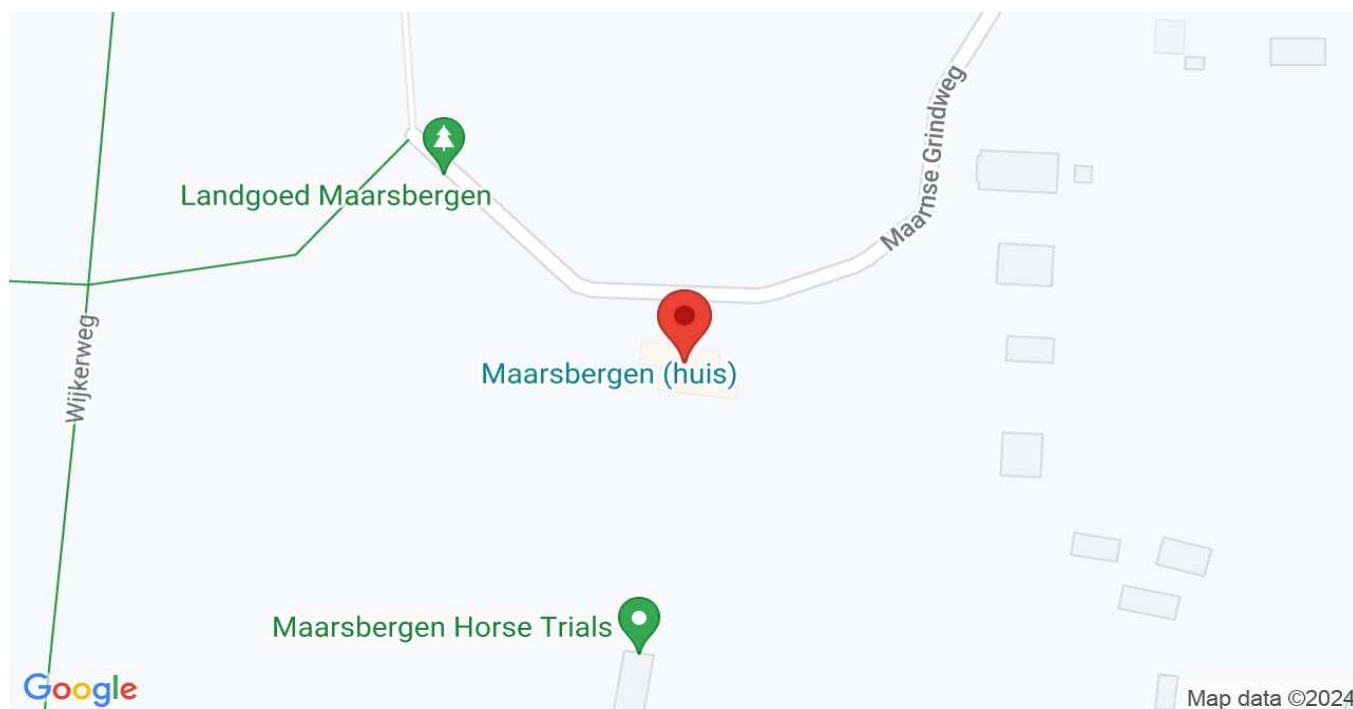 Maarnse Grindweg
Landgoed Maarsbergen
Wijkerweg
Maarsbergen (huis)
Maarsbergen Horse Trials
Google
Map data ©2024